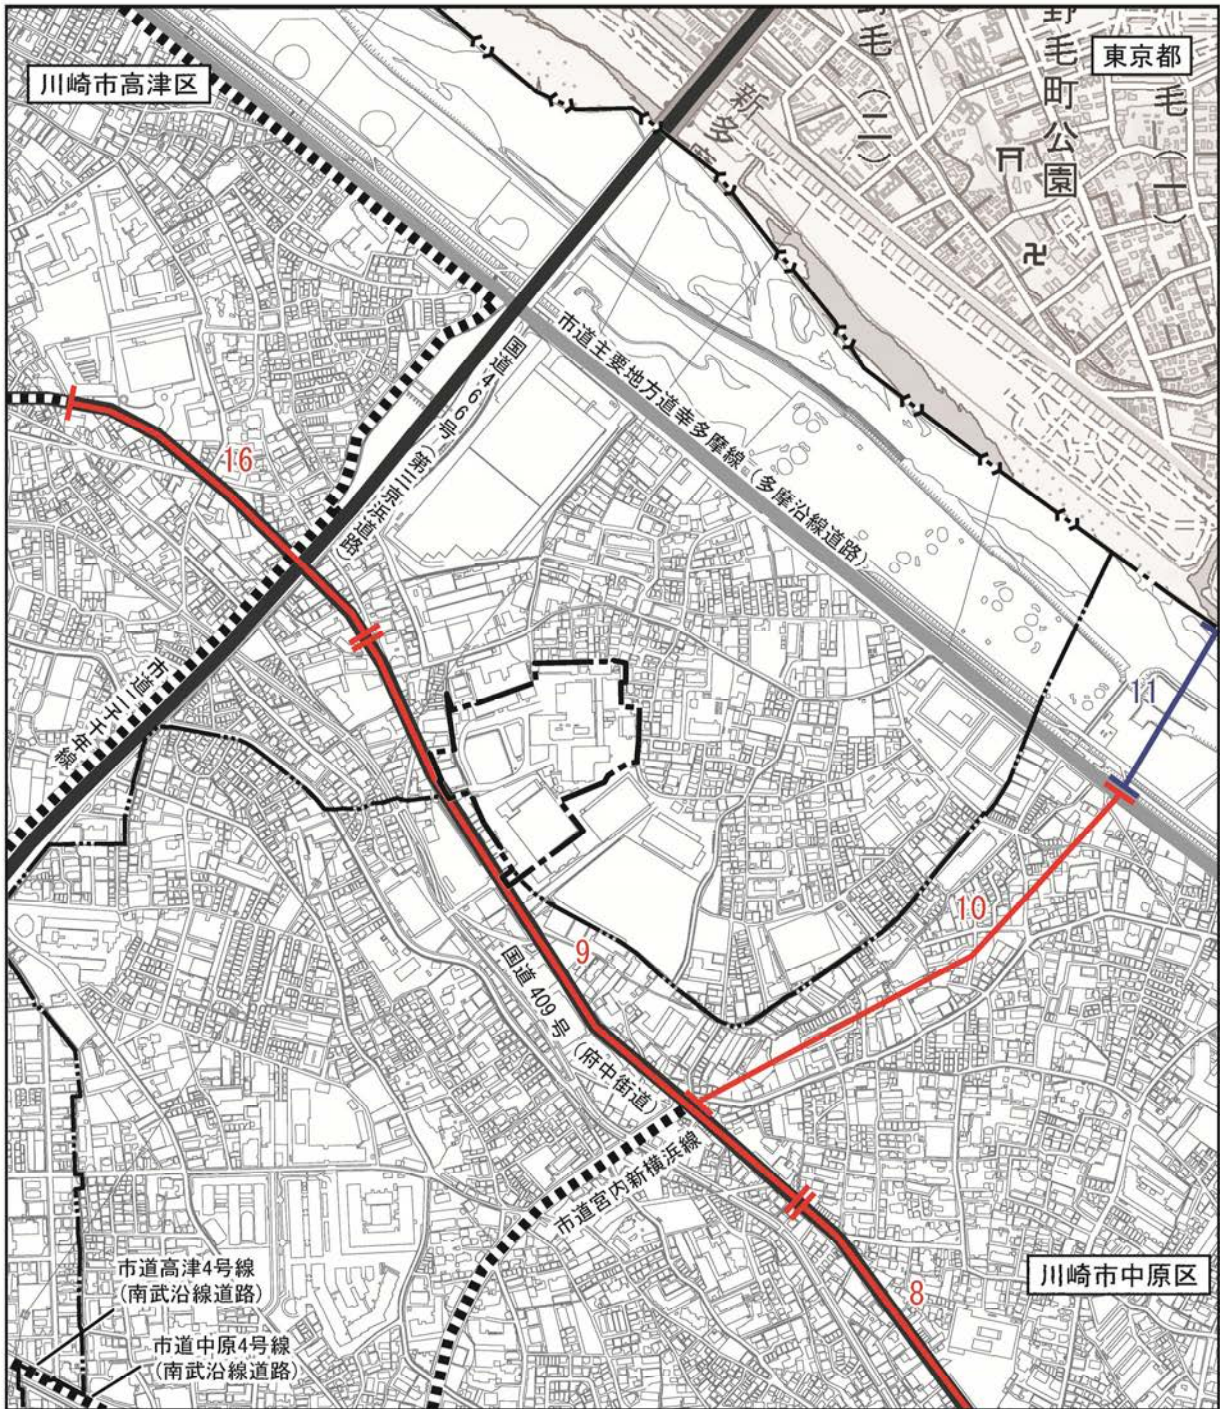 川崎市高津区
東京都
野毛(二)
野毛町公園
毛(一)
新多摩
市道主要地方道幸多摩線(多摩沿線道路)
国道466号(第三京浜道路)
16
市道二子千年線
11
10
9
国道409号(府中街道)
市道宮内新横浜線
川崎市中原区
8
市道高津4号線
(南武沿線道路)
市道中原4号線
(南武沿線道路)